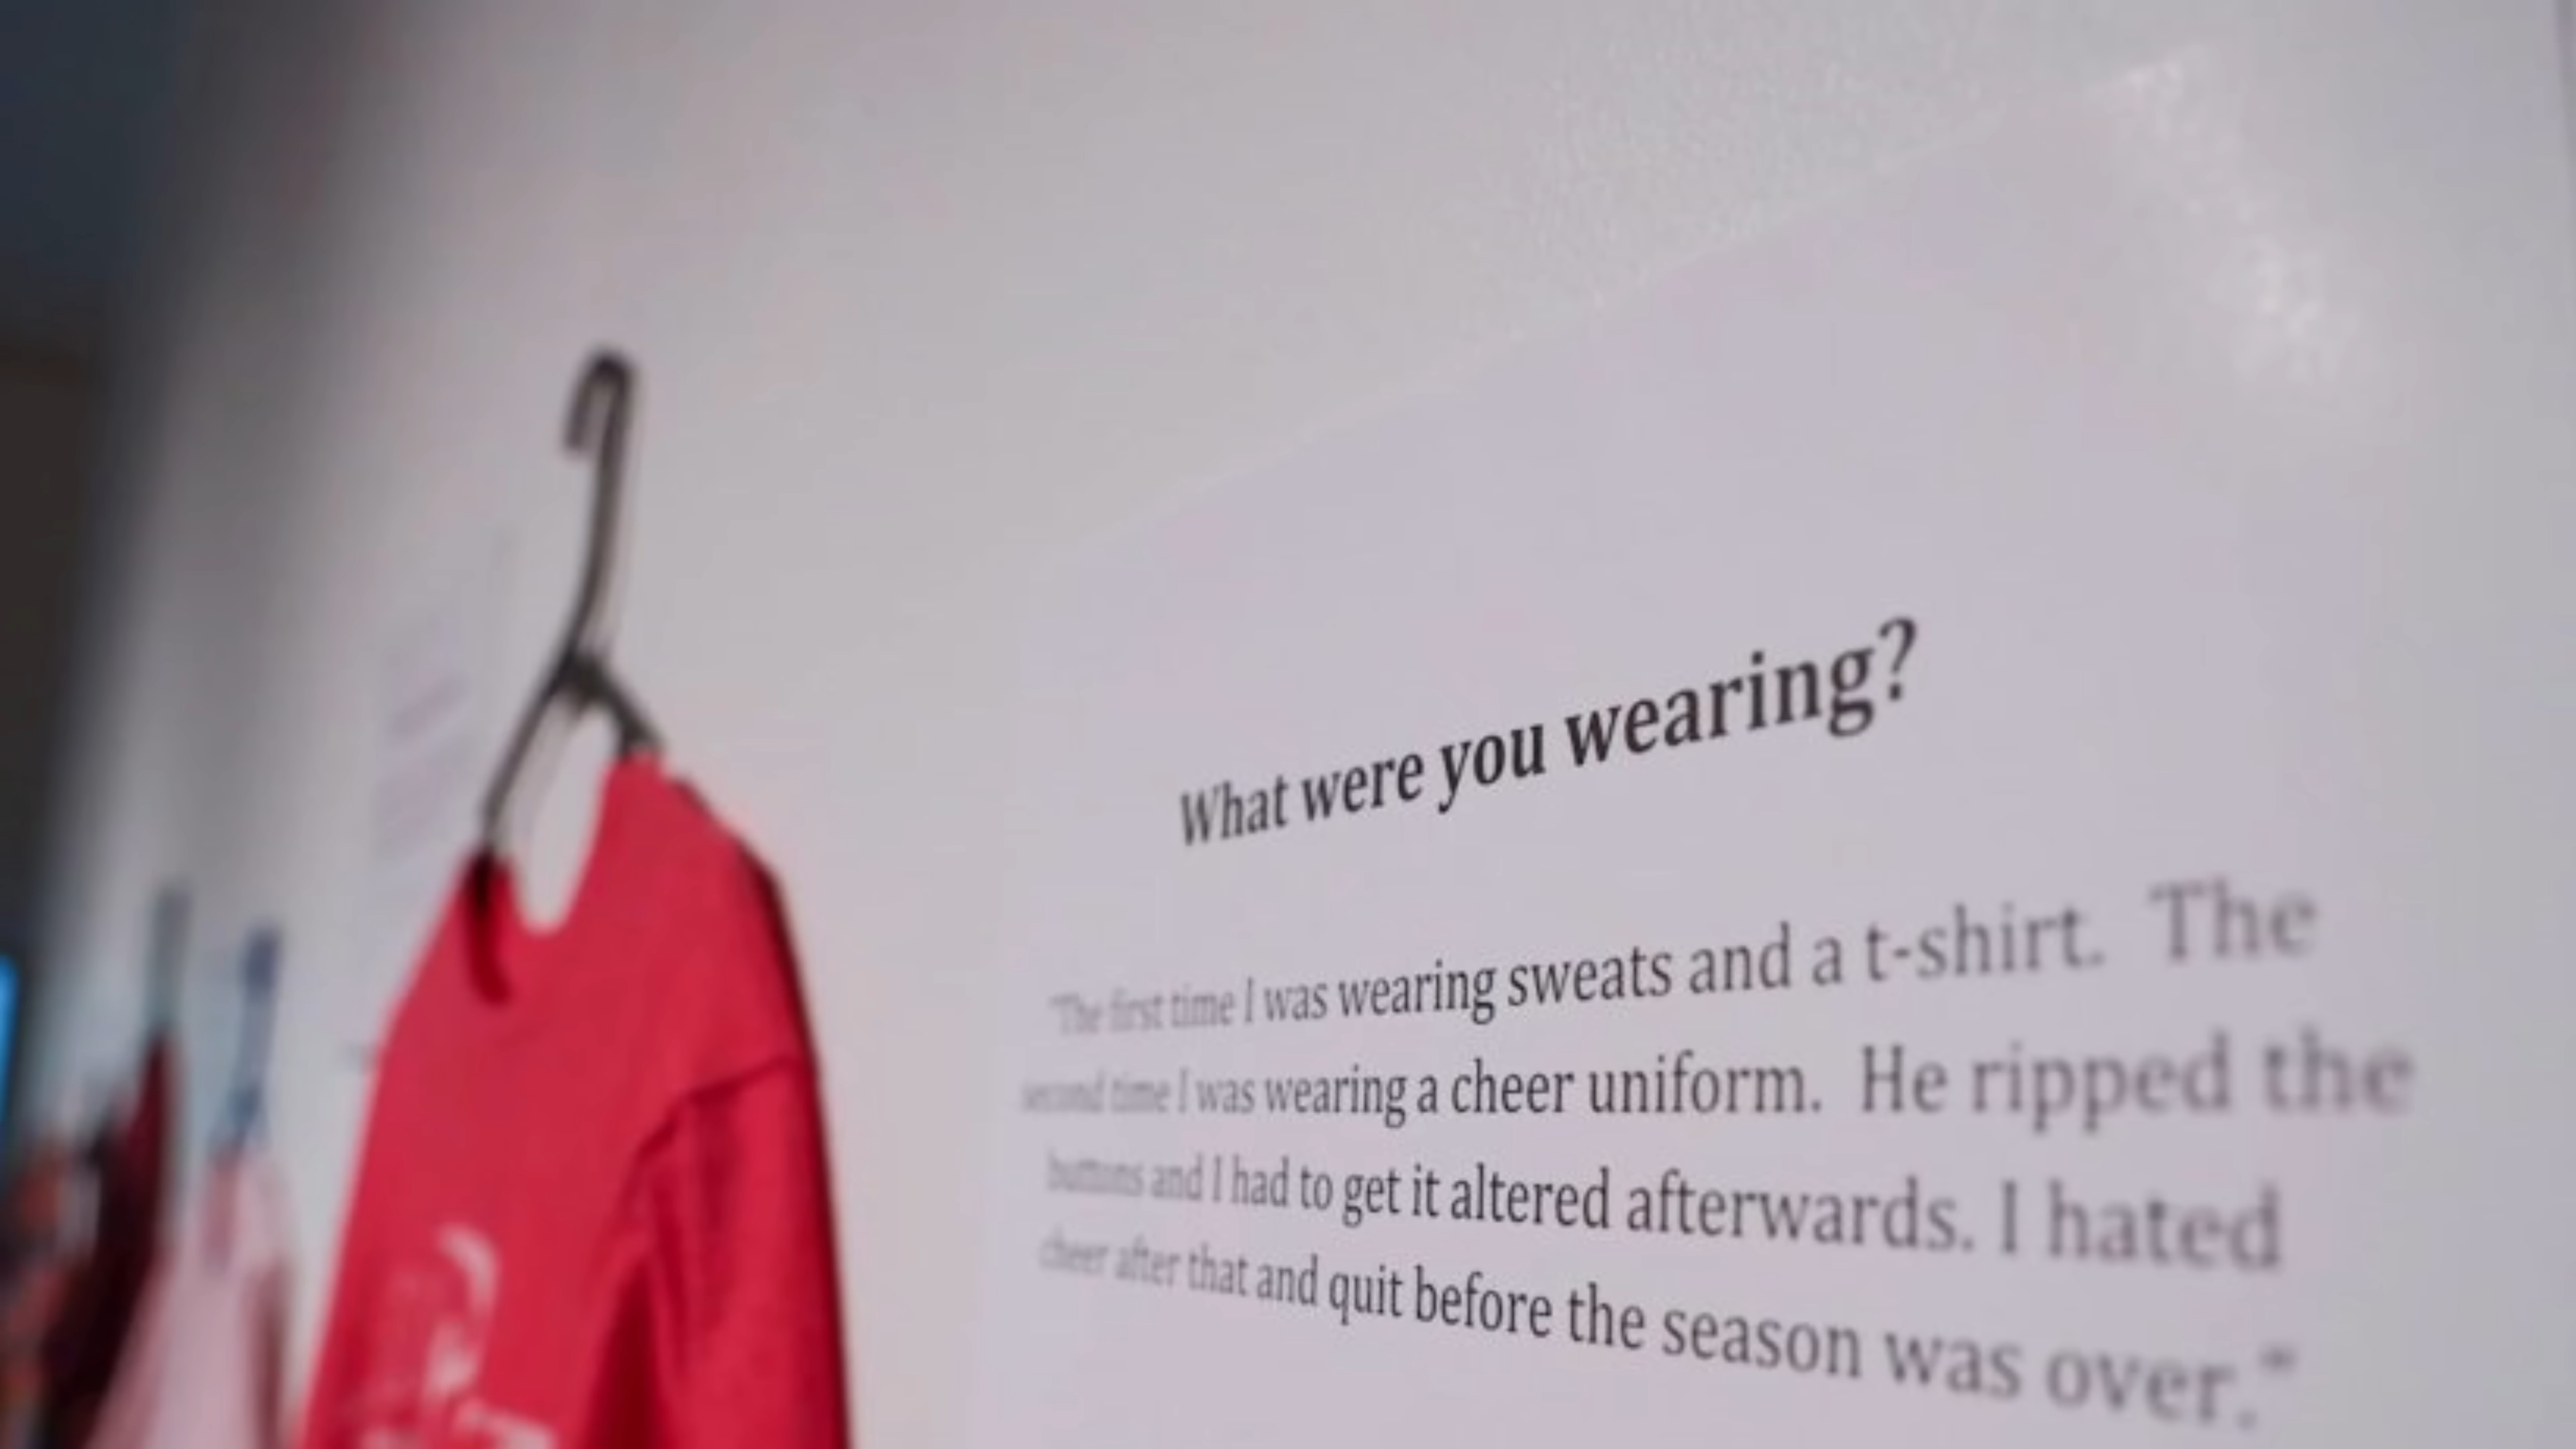 What were you wearing?
"The first time I was wearing sweats and a t-shirt. The
second time I was wearing a cheer uniform. He ripped the
buttons and I had to get it altered afterwards. I hated
cheer after that and quit before the season was over."